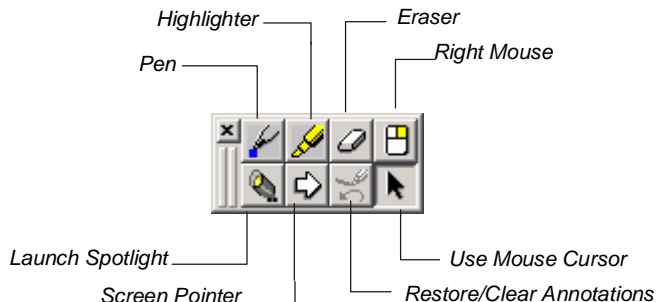 Highlighter
Eraser
Pen
Right Mouse
Launch Spotlight
Use Mouse Cursor
Screen Pointer
Restore/Clear Annotations